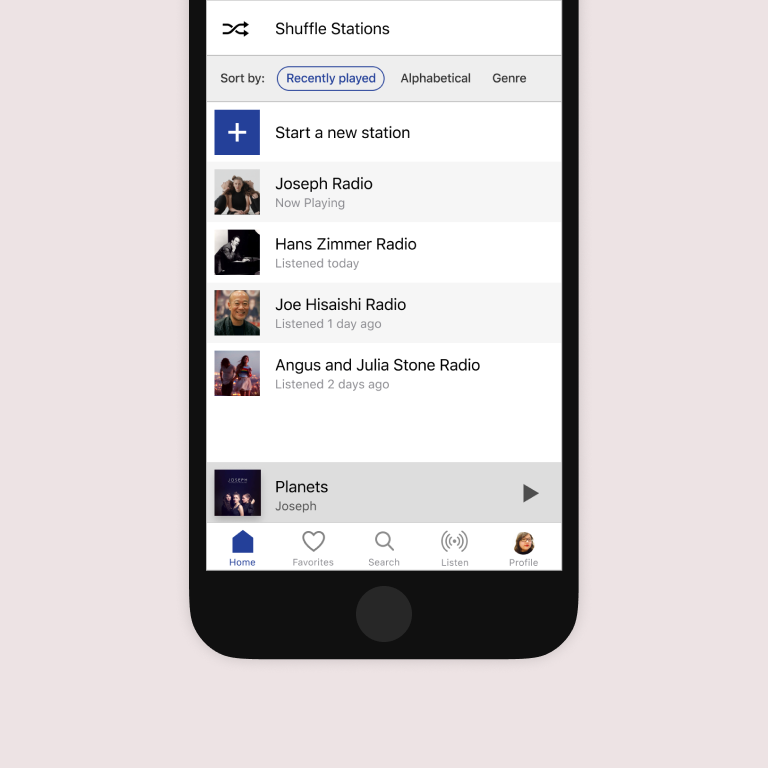 Shuffle Stations
Sort by: Recently played Alphabetical Genre
Start a new station
Joseph Radio
Now Playing
Hans Zimmer Radio
Listened today
Joe Hisaishi Radio
Listened 1 day ago
Angus and Julia Stone Radio
Listened 2 days ago
JOSEPH
Planets
Joseph
Home Favorites Search Listen Profile